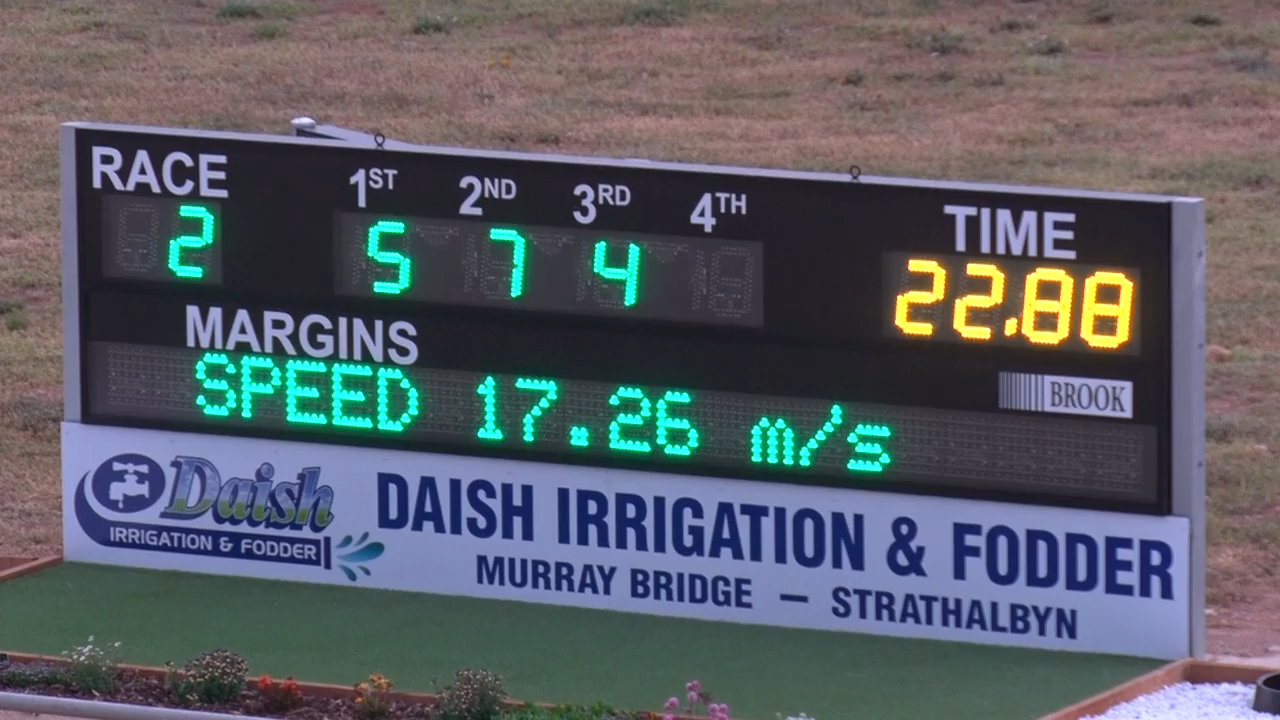 RACE 1ST 2ND 3RD 4TH TIME
2 5 7 4 22.88
MARGINS
SPEED 17.26 m/s
BROOK
Daish
IRRIGATION & FODDER
DAISH IRRIGATION & FODDER
MURRAY BRIDGE – STRATHALBYN